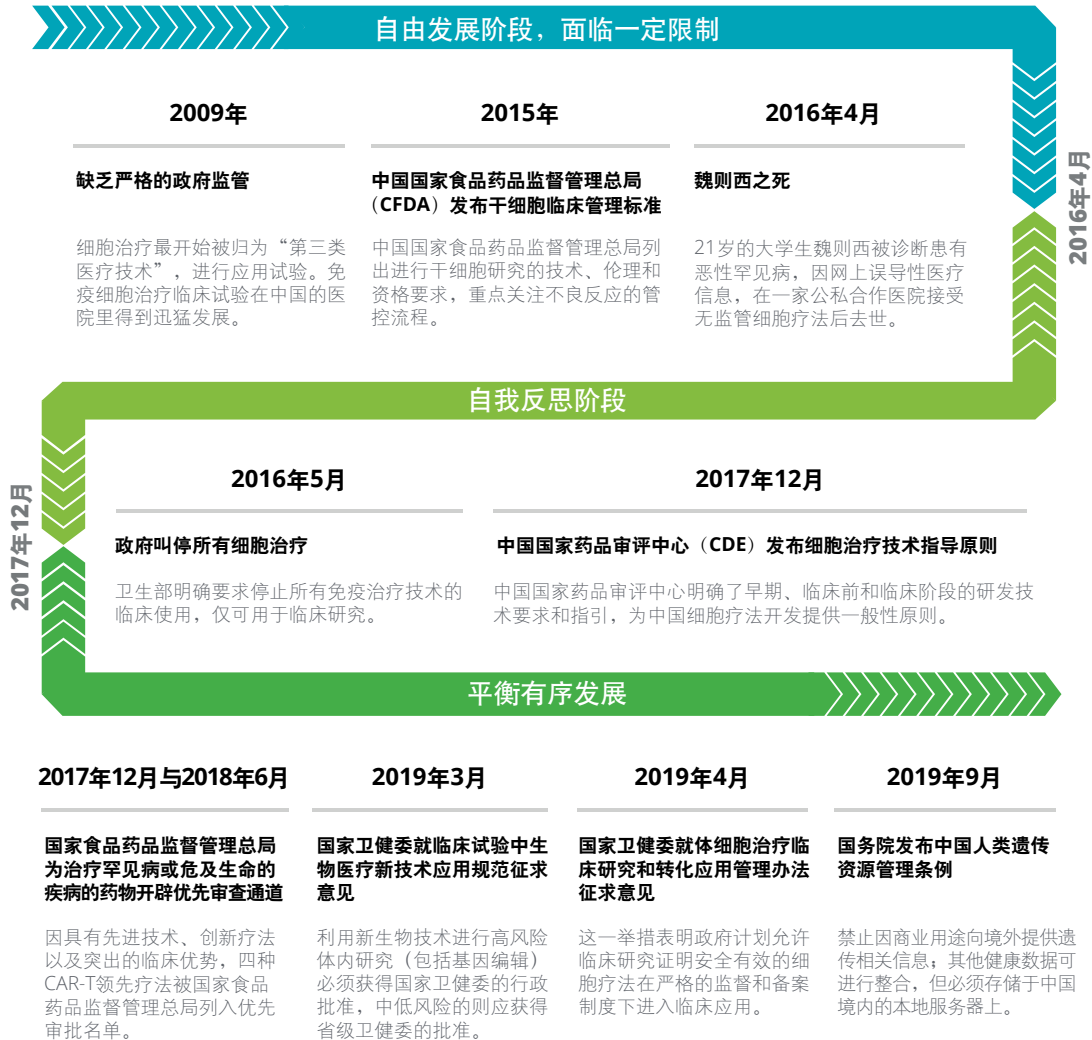 自由发展阶段，面临一定限制
2009年
缺乏严格的政府监管
细胞治疗最开始被归为“第三类
医疗技术”，进行应用试验。免
疫细胞治疗临床试验在中国的医
院里得到迅猛发展。
2015年
中国国家食品药品监督管理总局
（CFDA）发布干细胞临床管理标准
中国国家食品药品监督管理总局列
出进行干细胞研究的技术、伦理和
资格要求，重点关注不良反应的管
控流程。
2016年4月
魏则西之死
21岁的大学生魏则西被诊断患有
恶性罕见病，因网上误导性医疗
信息，在一家公私合作医院接受
无监管细胞疗法后去世。
2016年4月
自我反思阶段
2016年5月
政府叫停所有细胞治疗
卫生部明确要求停止所有免疫治疗技术的
临床使用，仅可用于临床研究。
2017年12月
中国国家药品审评中心（CDE）发布细胞治疗技术指导原则
中国国家药品审评中心明确了早期、临床前和临床阶段的研发技
术要求和指引，为中国细胞疗法开发提供一般性原则。
2017年12月
平衡有序发展
2017年12月与2018年6月
国家食品药品监督管理总局
为治疗罕见病或危及生命的
疾病的药物开辟优先审查通道
因具有先进技术、创新疗法
以及突出的临床优势，四种
CAR-T领先疗法被国家食品
药品监督管理总局列入优先
审批名单。
2019年3月
国家卫健委就临床试验中生
物医疗新技术应用规范征求
意见
利用新生物技术进行高风险
体内研究（包括基因编辑）
必须获得国家卫健委的行政
批准，中低风险的则应获得
省级卫健委的批准。
2019年4月
国家卫健委就体细胞治疗临
床研究和转化应用管理办法
征求意见
这一举措表明政府计划允许
临床研究证明安全有效的细
胞疗法在严格的监督和备案
制度下进入临床应用。
2019年9月
国务院发布中国人类遗传
资源管理条例
禁止因商业用途向境外提供遗
传相关信息；其他健康数据可
进行整合，但必须存储于中国
境内的本地服务器上。